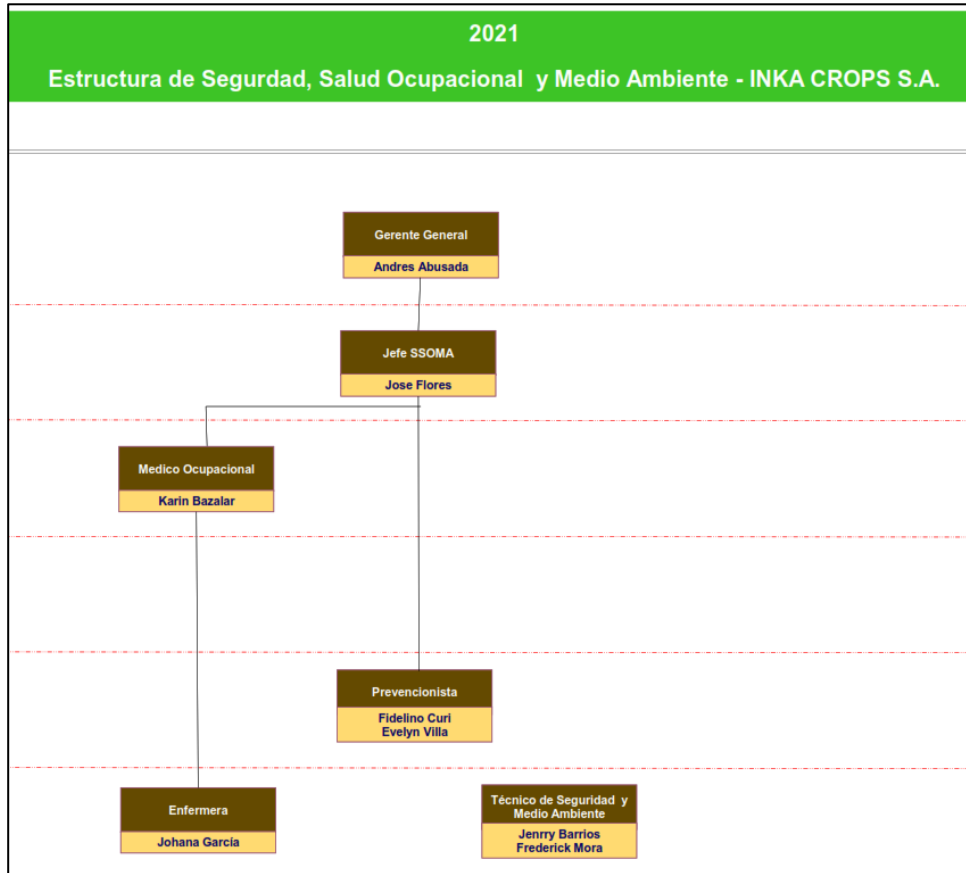 2021
Estructura de Segurdad, Salud Ocupacional y Medio Ambiente - INKA CROPS S.A.
Gerente General
Andres Abusada
Jefe SSOMA
Jose Flores
Medico Ocupacional
Karin Bazalar
Prevencionista
Fidelino Curi
Evelyn Villa
Enfermera
Johana García
Técnico de Seguridad y
Medio Ambiente
Jenrry Barrios
Frederick Mora